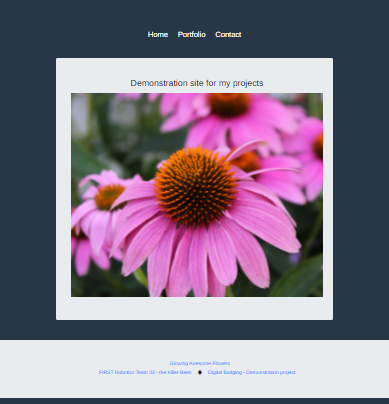 Home Portfolio Contact
Demonstration site for my projects
Growing Awesome Flowers
FIRST Robotics Team 33 - the Killer Bees ◆ Digital Badging - Demonstration project